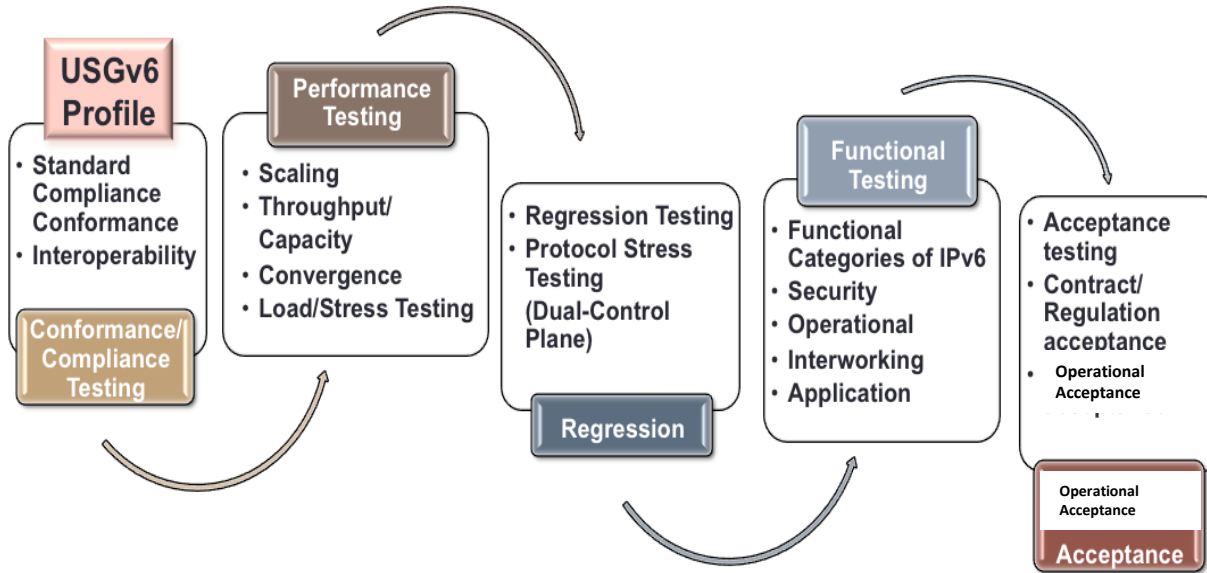 USGv6
Profile
• Standard
Compliance
Conformance
• Interoperability
Conformance/
Compliance
Testing
Performance
Testing
• Scaling
• Throughput/
Capacity
• Convergence
• Load/Stress Testing
• Regression Testing
• Protocol Stress
Testing
(Dual-Control
Plane)
Regression
Functional
Testing
• Functional
Categories of IPv6
• Security
• Operational
• Interworking
• Application
• Acceptance
testing
• Contract/
Regulation
acceptance
• Operational
Acceptance
Operational
Acceptance
Acceptance